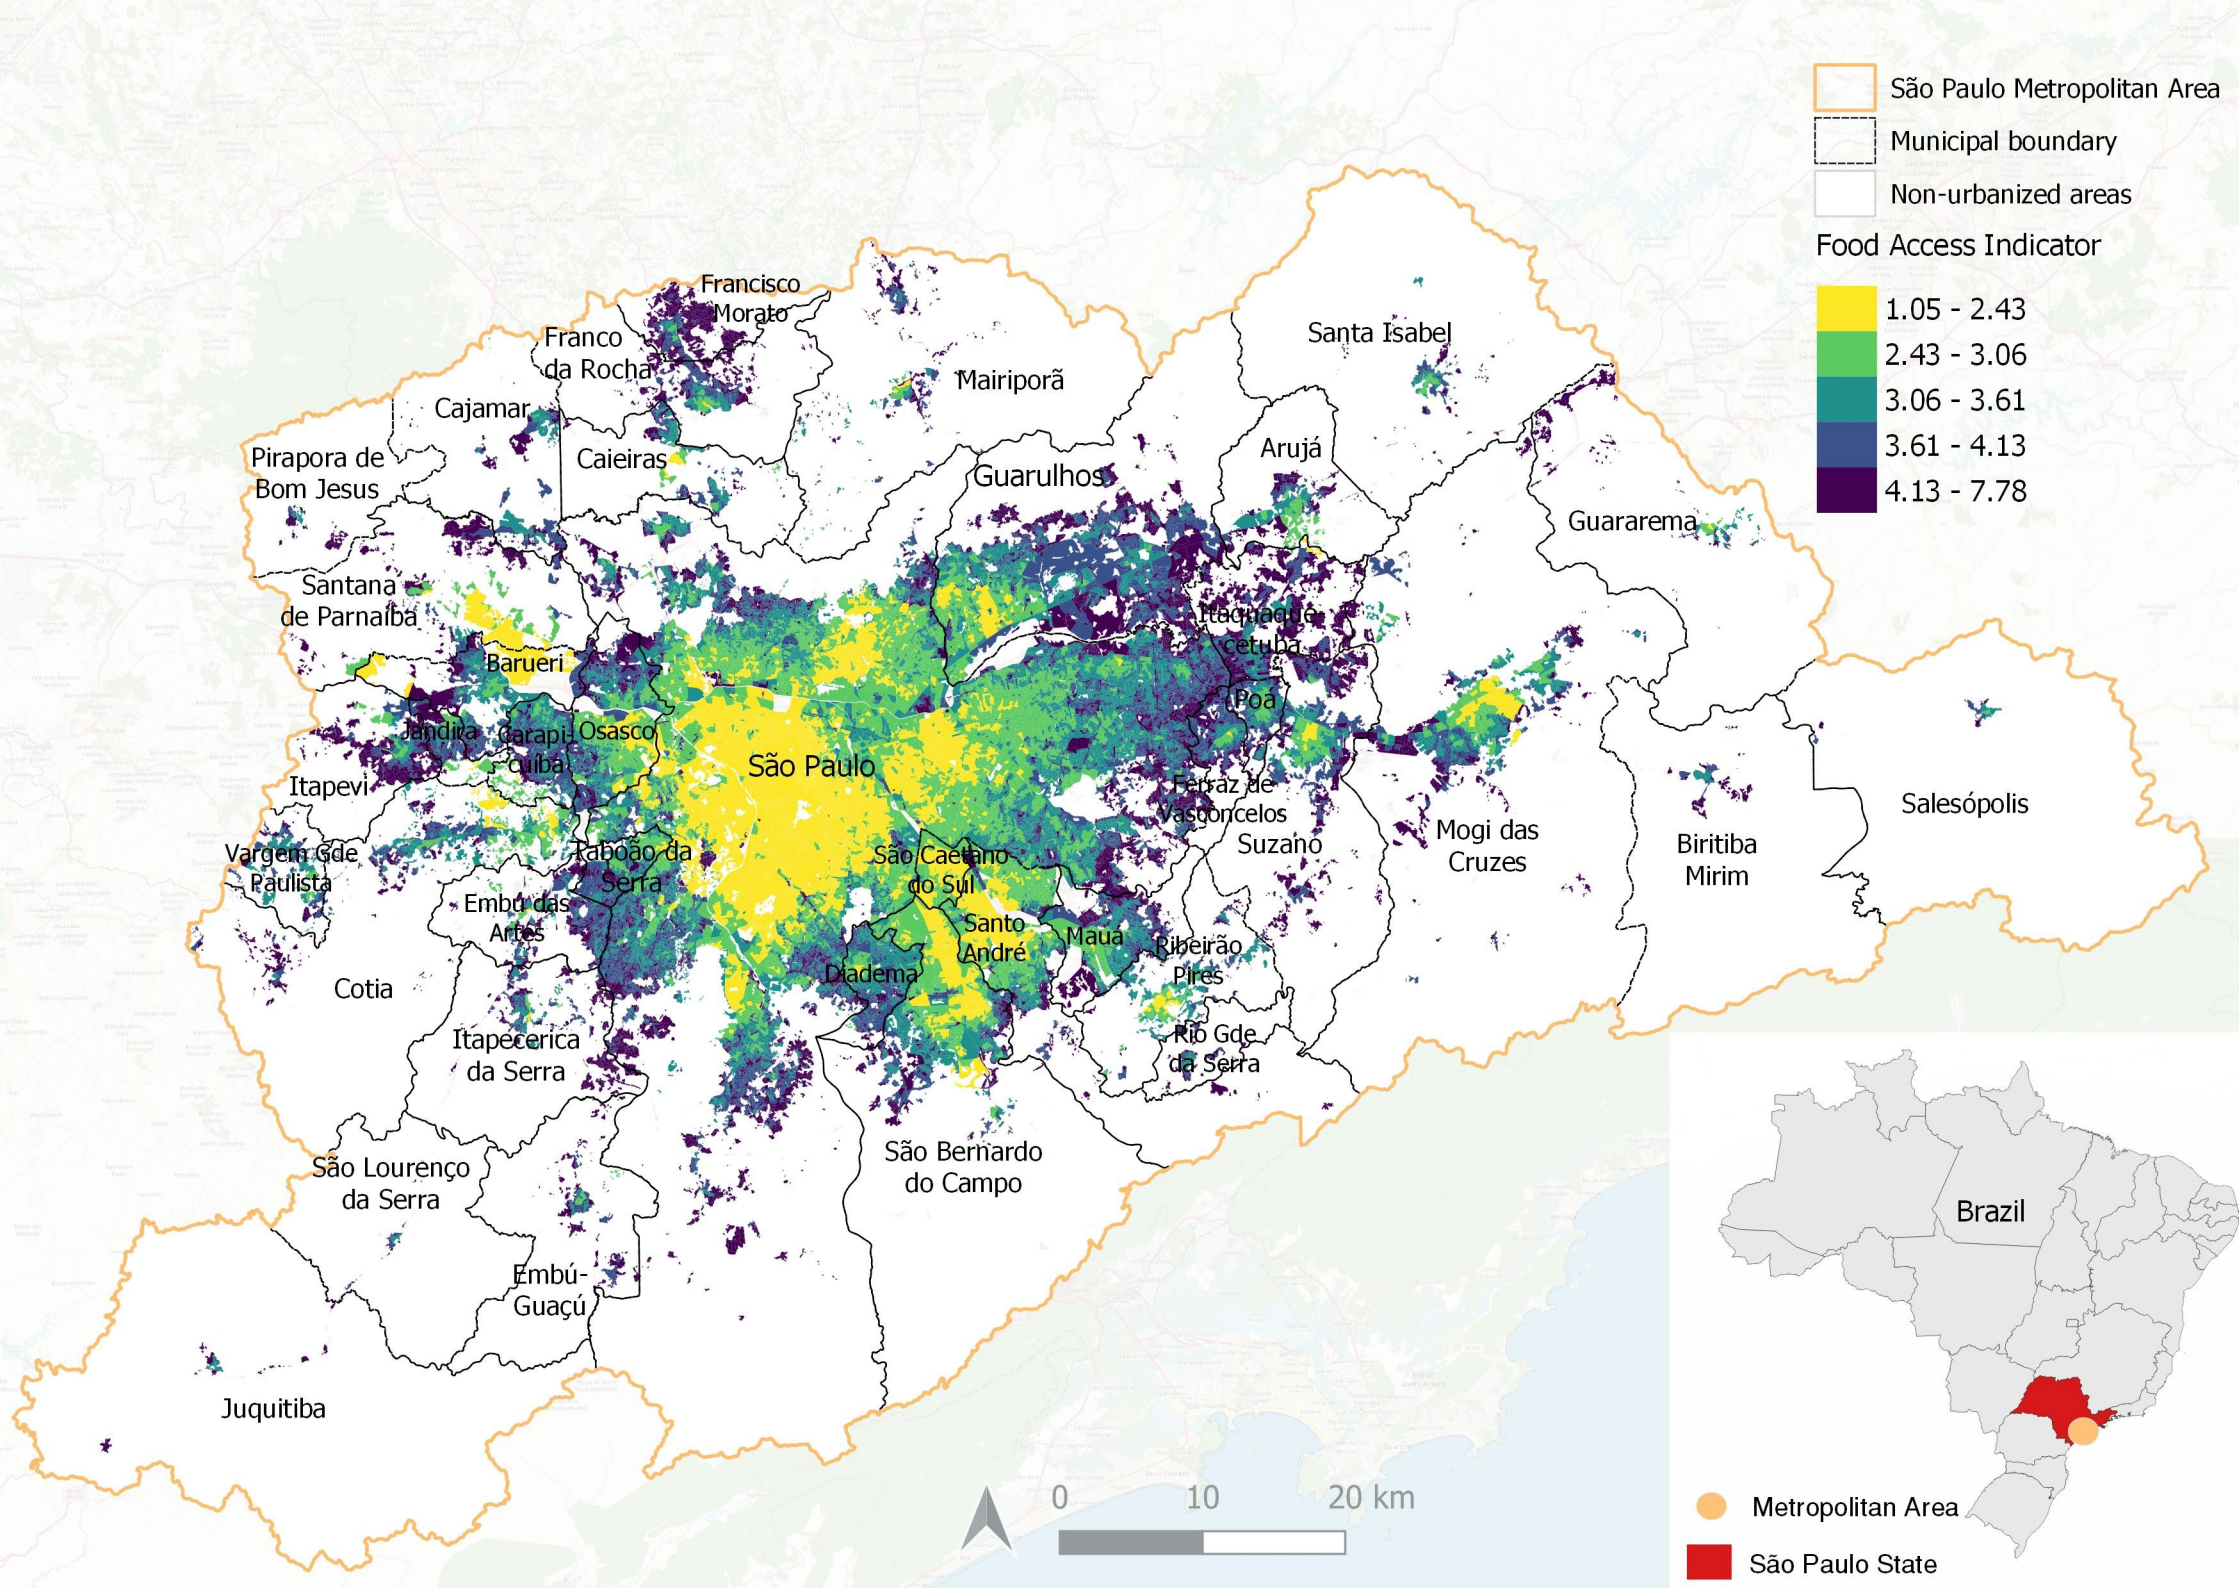 São Paulo Metropolitan Area
Municipal boundary
Non-urbanized areas
Food Access Indicator
1.05 - 2.43
2.43 - 3.06
3.06 - 3.61
3.61 - 4.13
4.13 - 7.78
Francisco
Morato
Franco
da Rocha
Santa Isabel
Mairiporã
Cajamar
Caieiras
Arujá
Pirapora de
Bom Jesus
Guarulhos
Guararema
Santana
de Parnaíba
Itaquaque-
cetuba
Barueri
Poá
Jandira
Carapi-
cuíba
Osasco
São Paulo
Itapevi
Ferraz de
Vasconcelos
Suzano
Mogi das
Cruzes
Biritiba
Mirim
Salesópolis
Vargem Gde
Paulista
Taboão da
Serra
São Caetano
do Sul
Embú das
Artes
Santo
André
Mauá
Ribeirão
Pires
Diadema
Cotia
Itapecerica
da Serra
Rio Gde
da Serra
São Bernardo
do Campo
São Lourenço
da Serra
Embú-
Guaçú
Juquitiba
0 10 20 km
Brazil
Metropolitan Area
São Paulo State